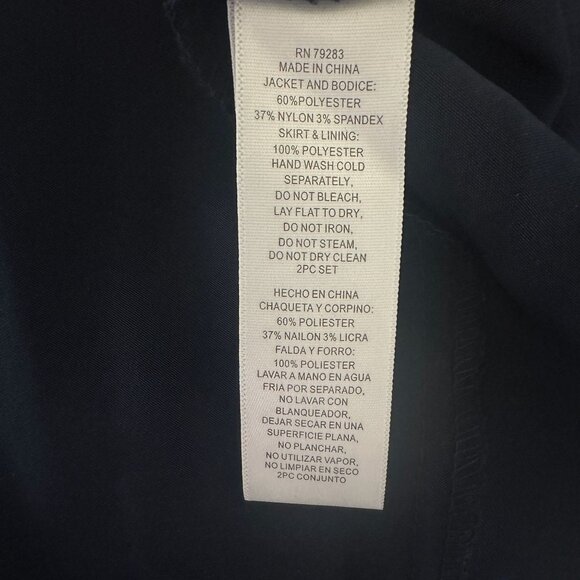 RN 79283
MADE IN CHINA
JACKET AND BODICE:
60%POLYESTER
37% NYLON 3% SPANDEX
SKIRT & LINING:
100% POLYESTER
HAND WASH COLD
SEPARATELY,
DO NOT BLEACH,
LAY FLAT TO DRY,
DO NOT IRON,
DO NOT STEAM,
DO NOT DRY CLEAN
2PC SET
HECHO EN CHINA
CHAQUETA Y CORPINO:
60% POLIESTER
37% NAILON 3% LICRA
FALDA Y FORRO:
100% POLIESTER
LAVAR A MANO EN AGUA
FRIA POR SEPARADO,
NO LAVAR CON
BLANQUEADOR,
DEJAR SECAR EN UNA
SUPERFICIE PLANA,
NO PLANCHAR,
NO UTILIZAR VAPOR,
NO LIMPIAR EN SECO
2PC CONJUNTO